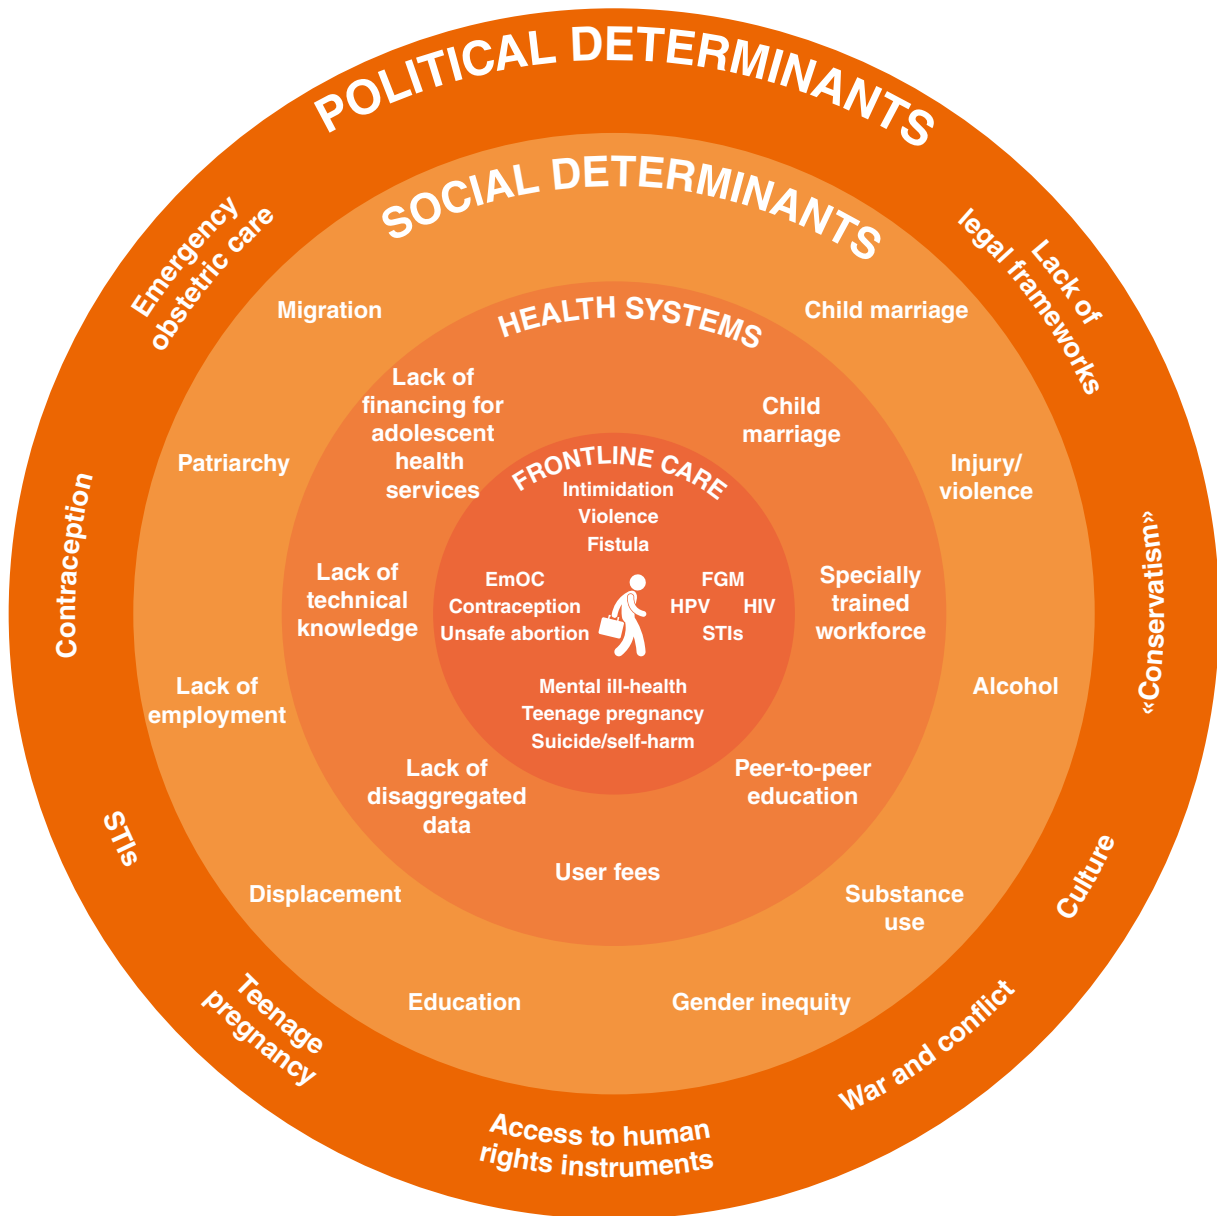 POLITICAL DETERMINANTS
Emergency
obstetric care
Lack of
legal frameworks
Contraception
«Conservatism»
STIs
Culture
Teenage
pregnancy
War and conflict
Access to human
rights instruments
SOCIAL DETERMINANTS
Migration
Child marriage
Patriarchy
Injury/
violence
Lack of
employment
Alcohol
Displacement
Substance
use
Education
Gender inequity
HEALTH SYSTEMS
Lack of
financing for
adolescent
health
services
Child
marriage
Lack of
technical
knowledge
Specially
trained
workforce
Lack of
disaggregated
data
Peer-to-peer
education
User fees
FRONTLINE CARE
Intimidation
Violence
Fistula
EmOC
Contraception
Unsafe abortion
FGM
HPV HIV
STIs
Mental ill-health
Teenage pregnancy
Suicide/self-harm